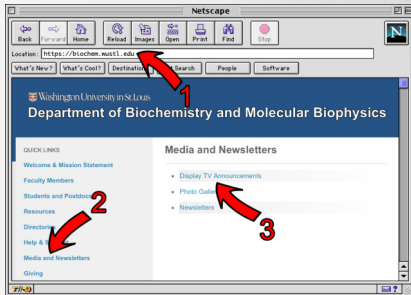 Netscape
Back Forward Home Reload Images Open Print Find Stop
N
Location: https://biochem.wustl.edu
What's New? What's Cool? Destination Search People Software
1
Washington University in St. Louis
Department of Biochemistry and Molecular Biophysics
QUICK LINKS
Media and Newsletters
Welcome & Mission Statement
Faculty Members
Display TV Announcements
Students and Postdocs
Photo
2
Resources
Newsletters
3
Help &
Media and Newsletters
Giving